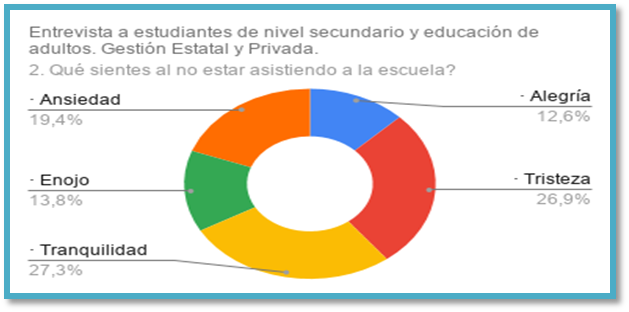 Entrevista a estudiantes de nivel secundario y educación de
adultos. Gestión Estatal y Privada.
2. Qué sientes al no estar asistiendo a la escuela?
· Ansiedad
19,4%
· Alegría
12,6%
· Enojo
13,8%
· Tristeza
26,9%
· Tranquilidad
27,3%